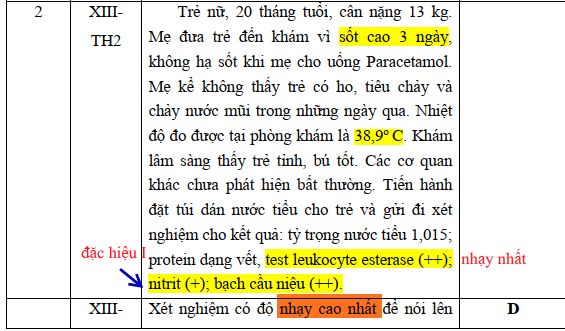 2
XIII-
TH2
Trẻ nữ, 20 tháng tuổi, cân nặng 13 kg.
Mẹ đưa trẻ đến khám vì sốt cao 3 ngày,
không hạ sốt khi mẹ cho uống Paracetamol.
Mẹ kể không thấy trẻ có ho, tiêu chảy và
chảy nước mũi trong những ngày qua. Nhiệt
độ đo được tại phòng khám là 38,9º C. Khám
lâm sàng thấy trẻ tỉnh, bú tốt. Các cơ quan
khác chưa phát hiện bất thường. Tiến hành
đặt túi dán nước tiểu cho trẻ và gửi đi xét
nghiệm cho kết quả: tỷ trọng nước tiểu 1,015;
protein dạng vết, test leukocyte esterase (++);
nitrit (+); bạch cầu niệu (++).
đặc hiệu I
nhạy nhất
XIII-
Xét nghiệm có độ nhạy cao nhất để nói lên
D